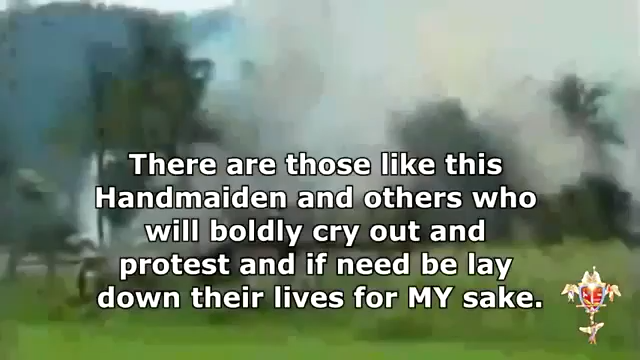 There are those like this
Handmaiden and others who
will boldly cry out and
protest and if need be lay
down their lives for MY sake.